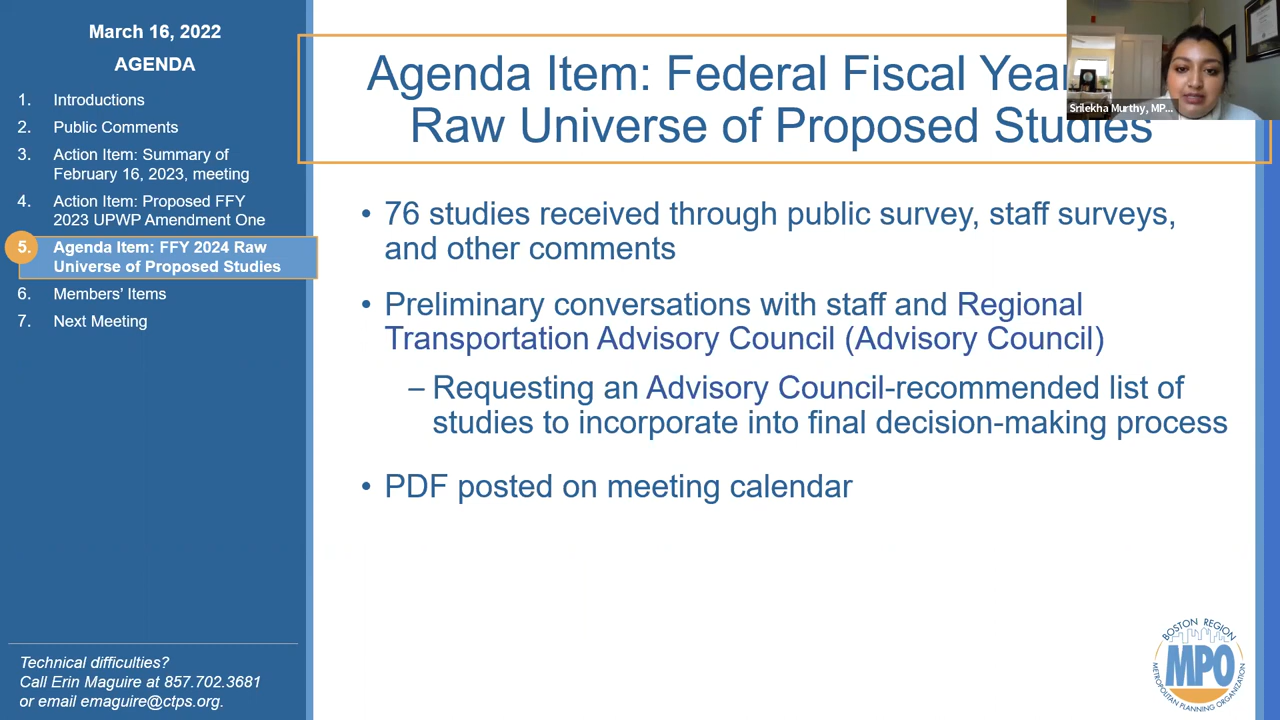 March 16, 2022
AGENDA
1. Introductions
2. Public Comments
3. Action Item: Summary of
February 16, 2023, meeting
4. Action Item: Proposed FFY
2023 UPWP Amendment One
5. Agenda Item: FFY 2024 Raw
Universe of Proposed Studies
6. Members’ Items
7. Next Meeting
Technical difficulties?
Call Erin Maguire at 857.702.3681
or email emaguire@ctps.org.
Agenda Item: Federal Fiscal Year
Raw Universe of Proposed Studies
Srilekha Murthy, MP...
• 76 studies received through public survey, staff surveys,
and other comments
• Preliminary conversations with staff and Regional
Transportation Advisory Council (Advisory Council)
– Requesting an Advisory Council-recommended list of
studies to incorporate into final decision-making process
• PDF posted on meeting calendar
BOSTON REGION
MPO
METROPOLITAN PLANNING ORGANIZATION